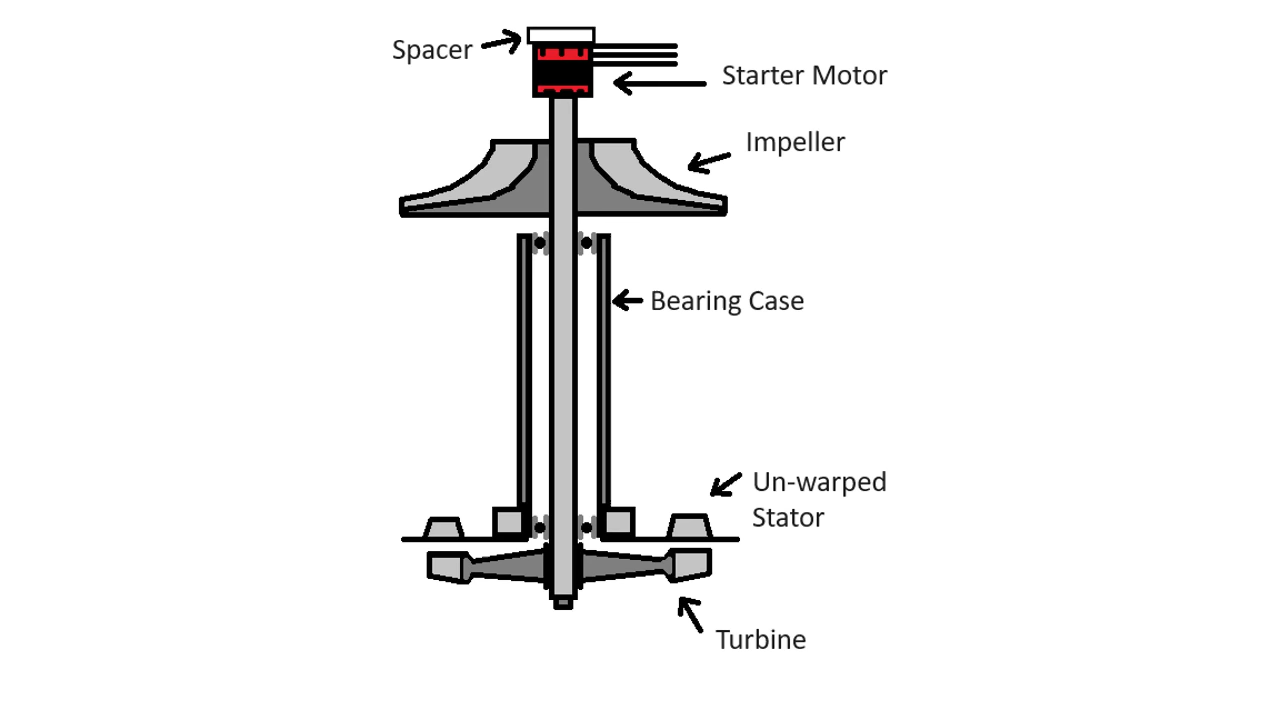 Spacer
Starter Motor
Impeller
Bearing Case
Un-warped
Stator
Turbine